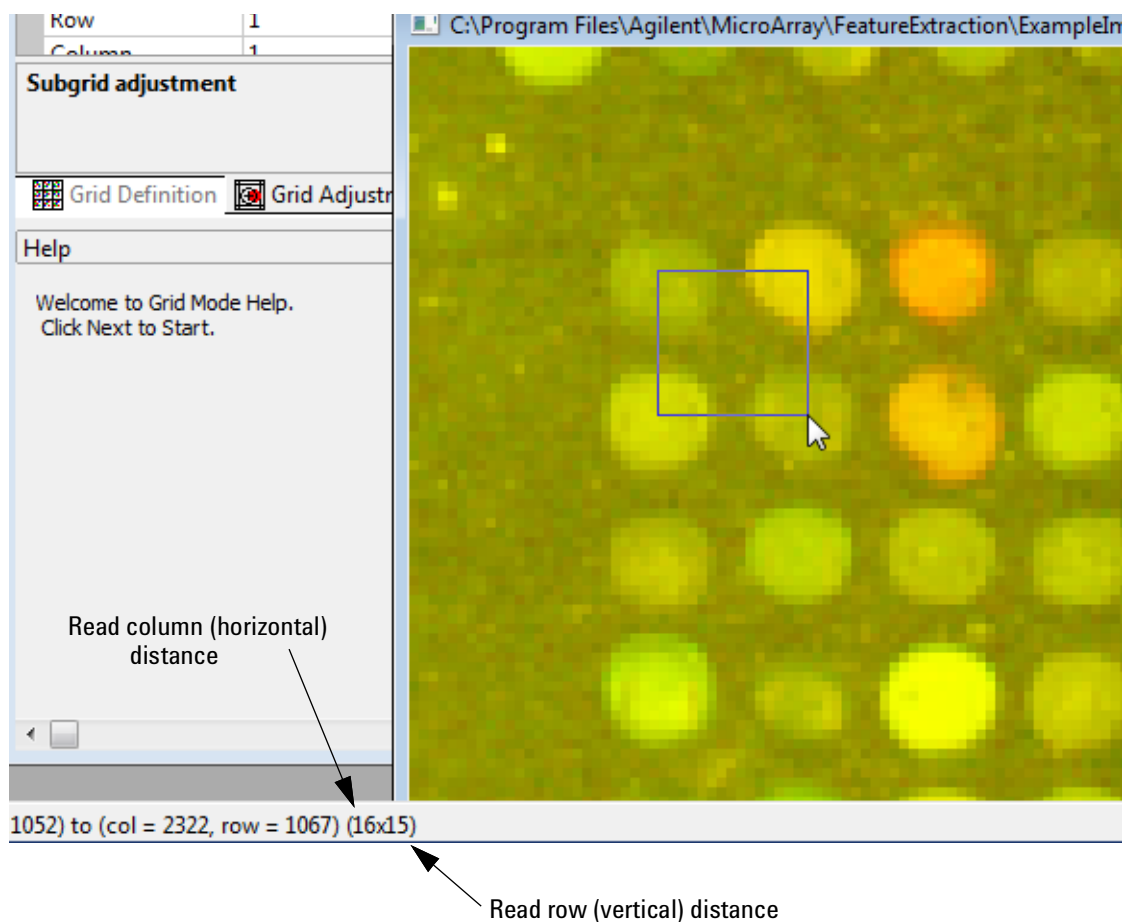 Row 1
Column 1
Subgrid adjustment
Grid Definition Grid Adjustr
Help
Welcome to Grid Mode Help.
Click Next to Start.
Read column (horizontal)
distance
C:\Program Files\Agilent\MicroArray\FeatureExtraction\ExampleIm
1052) to (col = 2322, row = 1067) (16x15)
Read row (vertical) distance